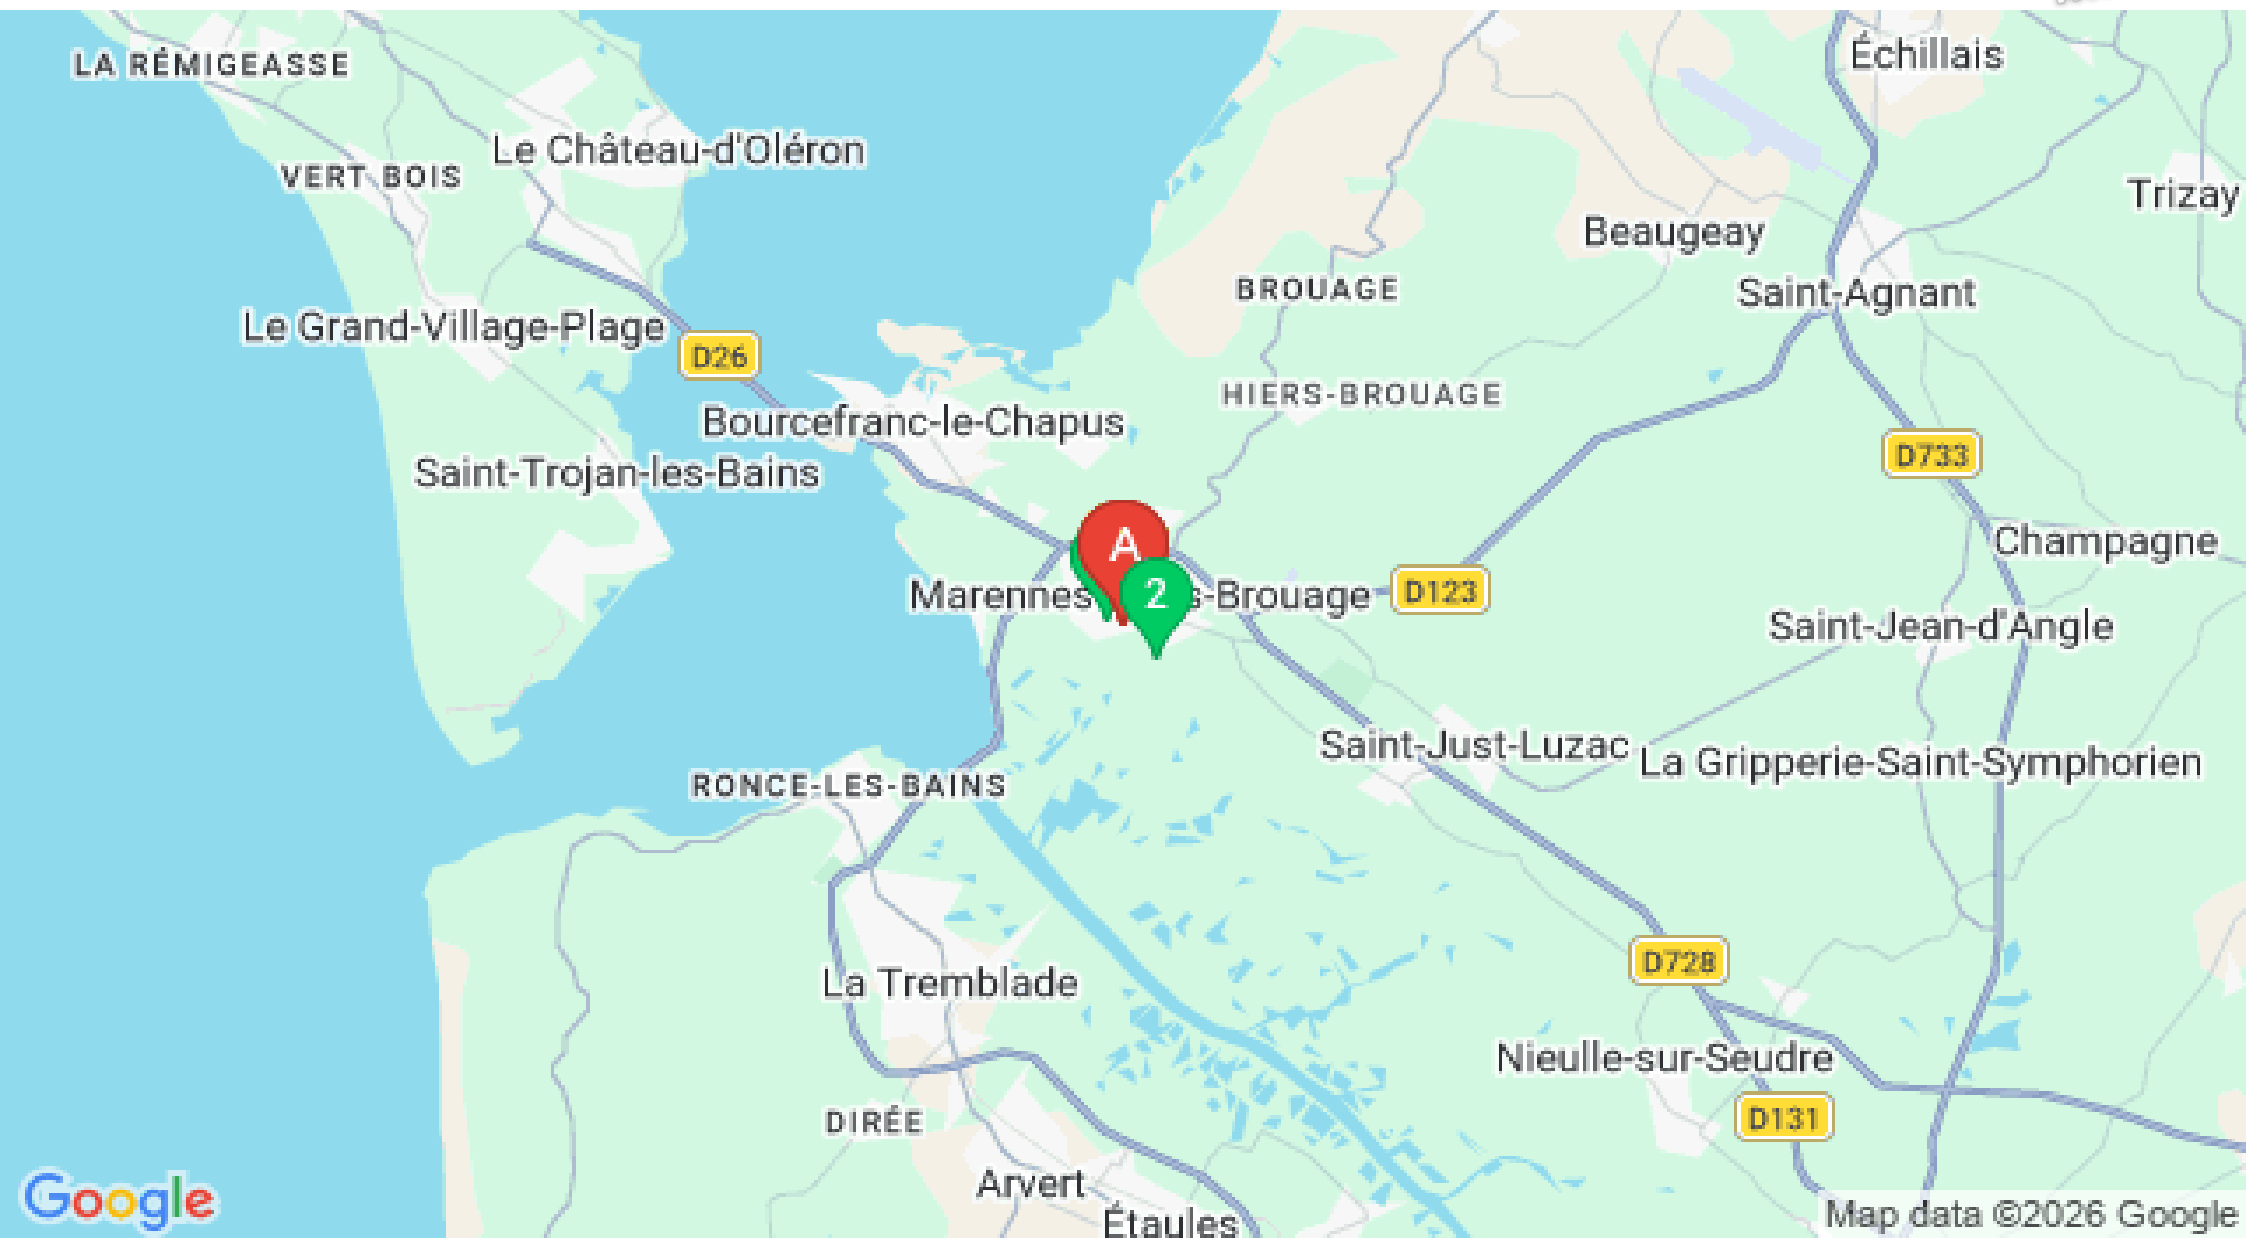 Échillais
LA RÉMIGEASSE
Le Château-d'Oléron
VERT BOIS
Trizay
Beaugeay
BROUAGE
Saint-Agnant
Le Grand-Village-Plage
D26
HIERS-BROUAGE
Bourcefranc-le-Chapus
D733
Saint-Trojan-les-Bains
A
Champagne
Marennes
2
s-Brouage
D123
Saint-Jean-d'Angle
Saint-Just-Luzac
La Gripperie-Saint-Symphorien
RONCE-LES-BAINS
D728
La Tremblade
Nieulle-sur-Seudre
D131
DIRÉE
Arvert
Étaules
Google
Map data ©2026 Google